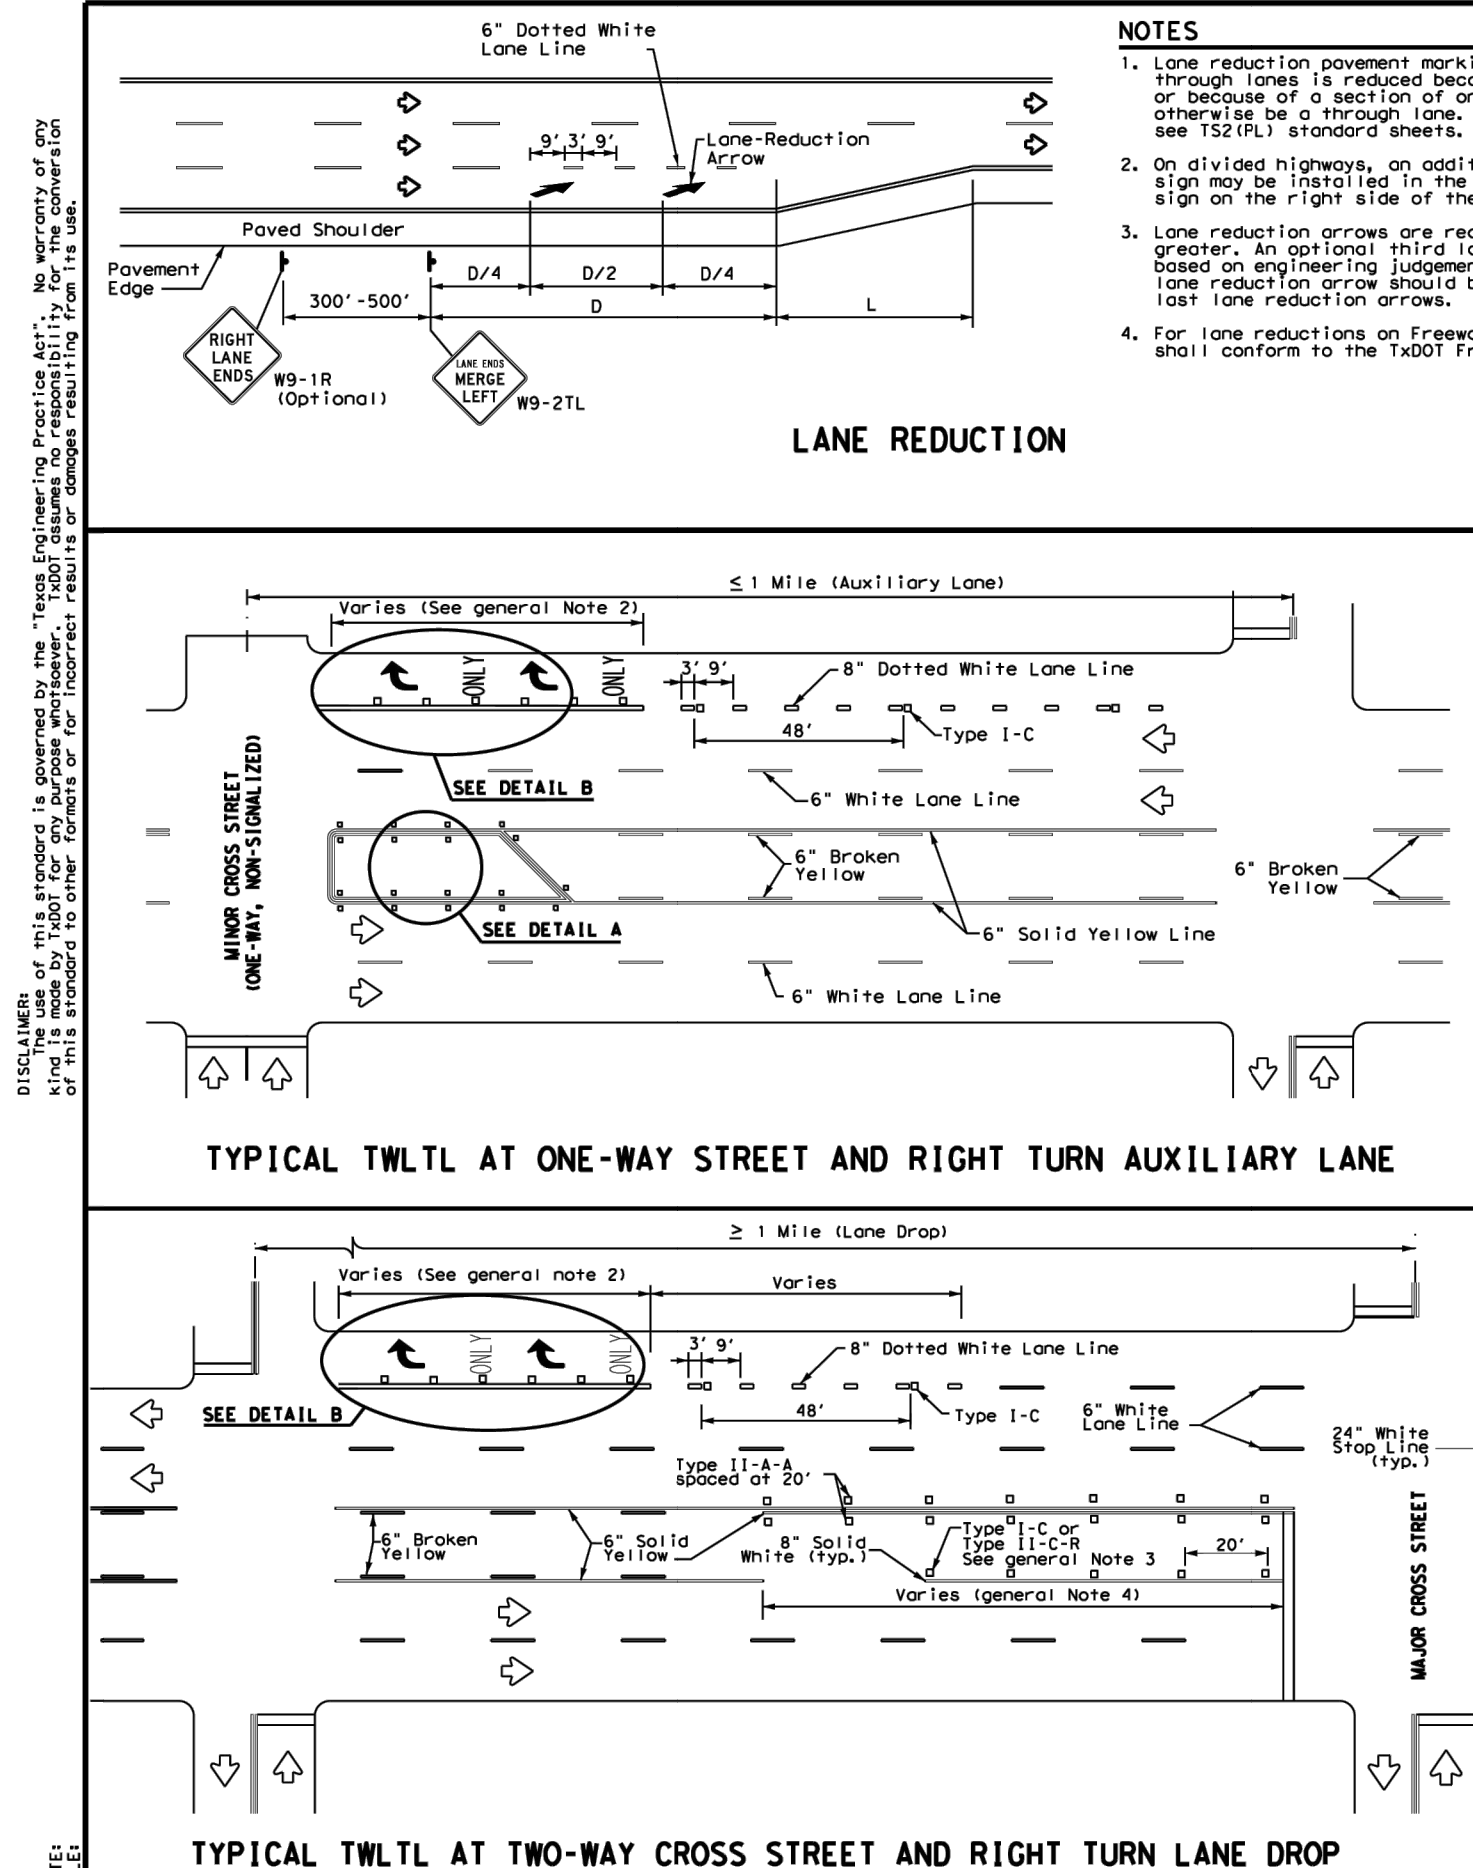 DISCLAIMER:
The use of this standard is governed by the "Texas Engineering Practice Act". No warranty of any
kind is made by TxDOT for any purpose whatsoever. TxDOT assumes no responsibility for the conversion
of this standard to other formats or for incorrect results or damages resulting from its use.
6" Dotted White
Lane Line
9' 3' 9'
Lane-Reduction
Arrow
Paved Shoulder
Pavement
Edge
D/4
D/2
D/4
300'-500'
D
L
RIGHT
LANE
ENDS
W9-1R
(Optional)
LANE ENDS
MERGE
LEFT
W9-2TL
LANE REDUCTION
NOTES
1. Lane reduction pavement marki
through lanes is reduced beca
or because of a section of on
otherwise be a through lane.
see TS2(PL) standard sheets.
2. On divided highways, an addit
sign may be installed in the
sign on the right side of the
3. Lane reduction arrows are req
greater. An optional third la
based on engineering judgemen
lane reduction arrow should b
last lane reduction arrows.
4. For lane reductions on Freewa
shall conform to the TxDOT Fr
≤ 1 Mile (Auxiliary Lane)
Varies (See general Note 2)
ONLY
ONLY
3' 9'
8" Dotted White Lane Line
48'
Type I-C
SEE DETAIL B
6" White Lane Line
MINOR CROSS STREET
(ONE-WAY, NON-SIGNALIZED)
6" Broken
Yellow
6" Broken
Yellow
SEE DETAIL A
6" Solid Yellow Line
6" White Lane Line
TYPICAL TWLTL AT ONE-WAY STREET AND RIGHT TURN AUXILIARY LANE
≥ 1 Mile (Lane Drop)
Varies (See general note 2)
Varies
ONLY
ONLY
3' 9'
8" Dotted White Lane Line
SEE DETAIL B
48'
Type I-C
6" White
Lane Line
24" White
Stop Line
(typ.)
Type II-A-A
spaced at 20'
6" Broken
Yellow
6" Solid
Yellow
8" Solid
White (typ.)
Type I-C or
Type II-C-R
See general Note 3
20'
Varies (general Note 4)
MAJOR CROSS STREET
TYPICAL TWLTL AT TWO-WAY CROSS STREET AND RIGHT TURN LANE DROP
TE:
LE: